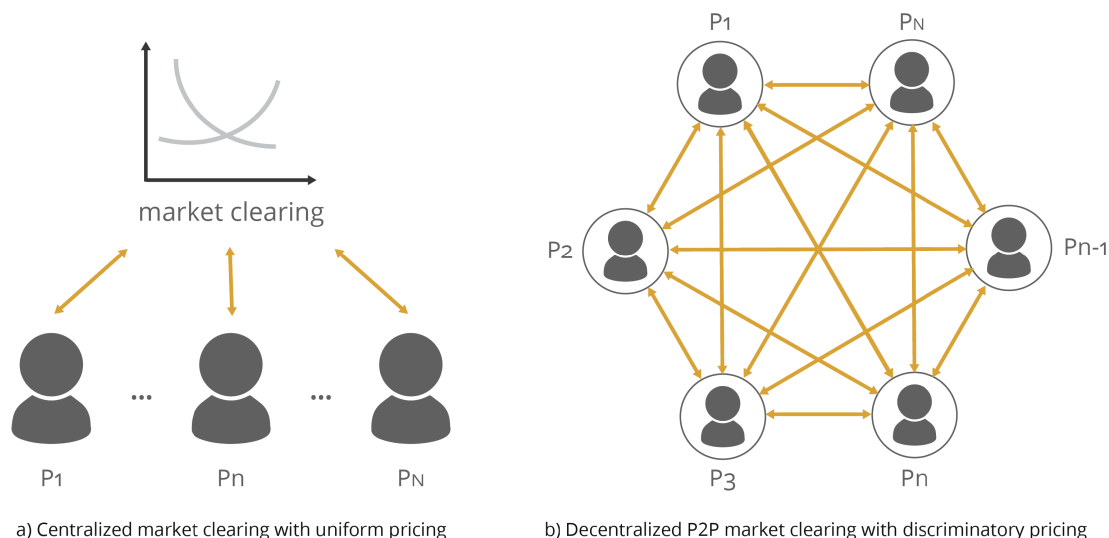 market clearing
P1
...
Pn
...
PN
a) Centralized market clearing with uniform pricing
P1
PN
P2
Pn-1
P3
Pn
b) Decentralized P2P market clearing with discriminatory pricing